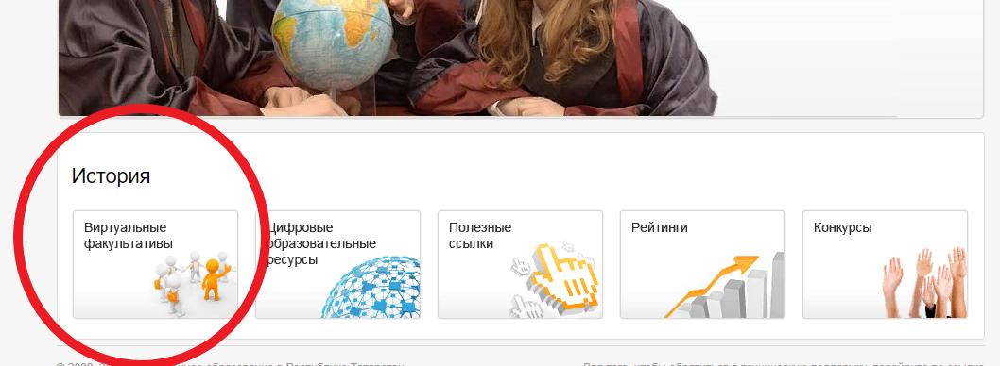 История
Виртуальные
факультативы
Цифровые
образовательные
ресурсы
Полезные
ссылки
Рейтинги
Конкурсы